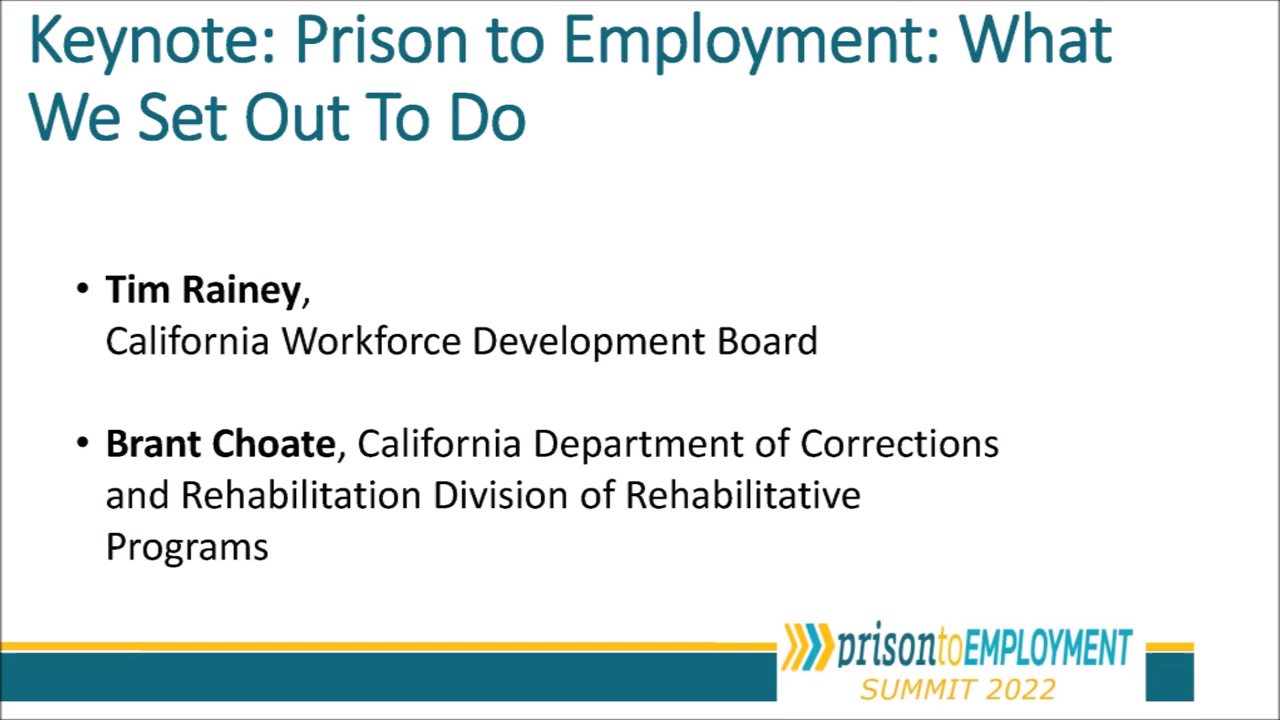 Keynote: Prison to Employment: What
We Set Out To Do
• Tim Rainey,
California Workforce Development Board
• Brant Choate, California Department of Corrections
and Rehabilitation Division of Rehabilitative
Programs
prisontoEMPLOYMENT
SUMMIT 2022